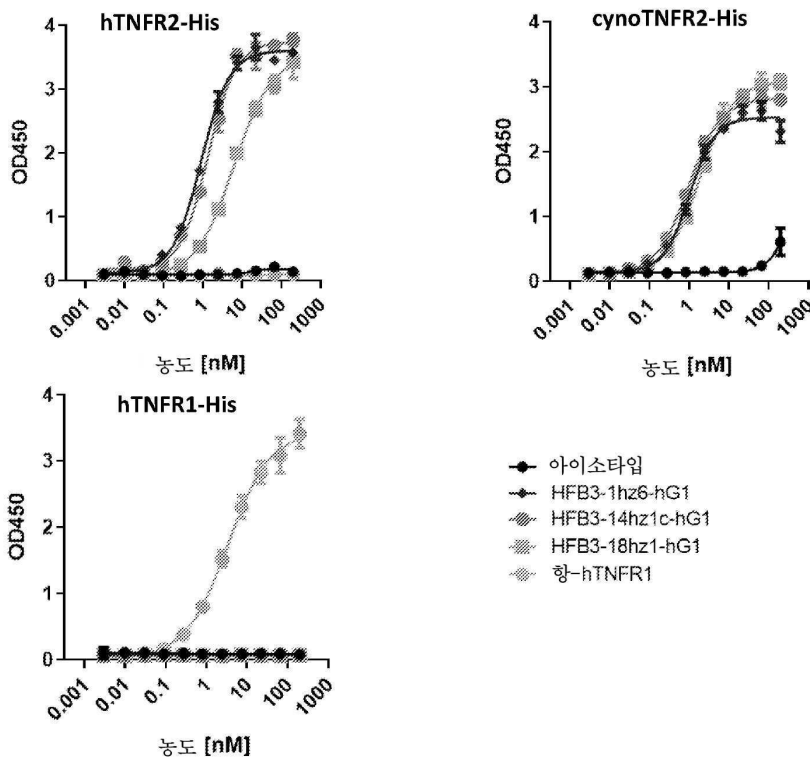 hTNFR2-His
OD450
4
3
2
1
0
0.001
0.01
0.1
1
10
100
1000
농도 [nM]
cynoTNFR2-His
OD450
4
3
2
1
0
0.001
0.01
0.1
1
10
100
1000
농도 [nM]
hTNFR1-His
OD450
4
3
2
1
0
0.001
0.01
0.1
1
10
100
1000
농도 [nM]
아이소타입
HFB3-1hz6-hG1
HFB3-14hz1c-hG1
HFB3-18hz1-hG1
항-hTNFR1